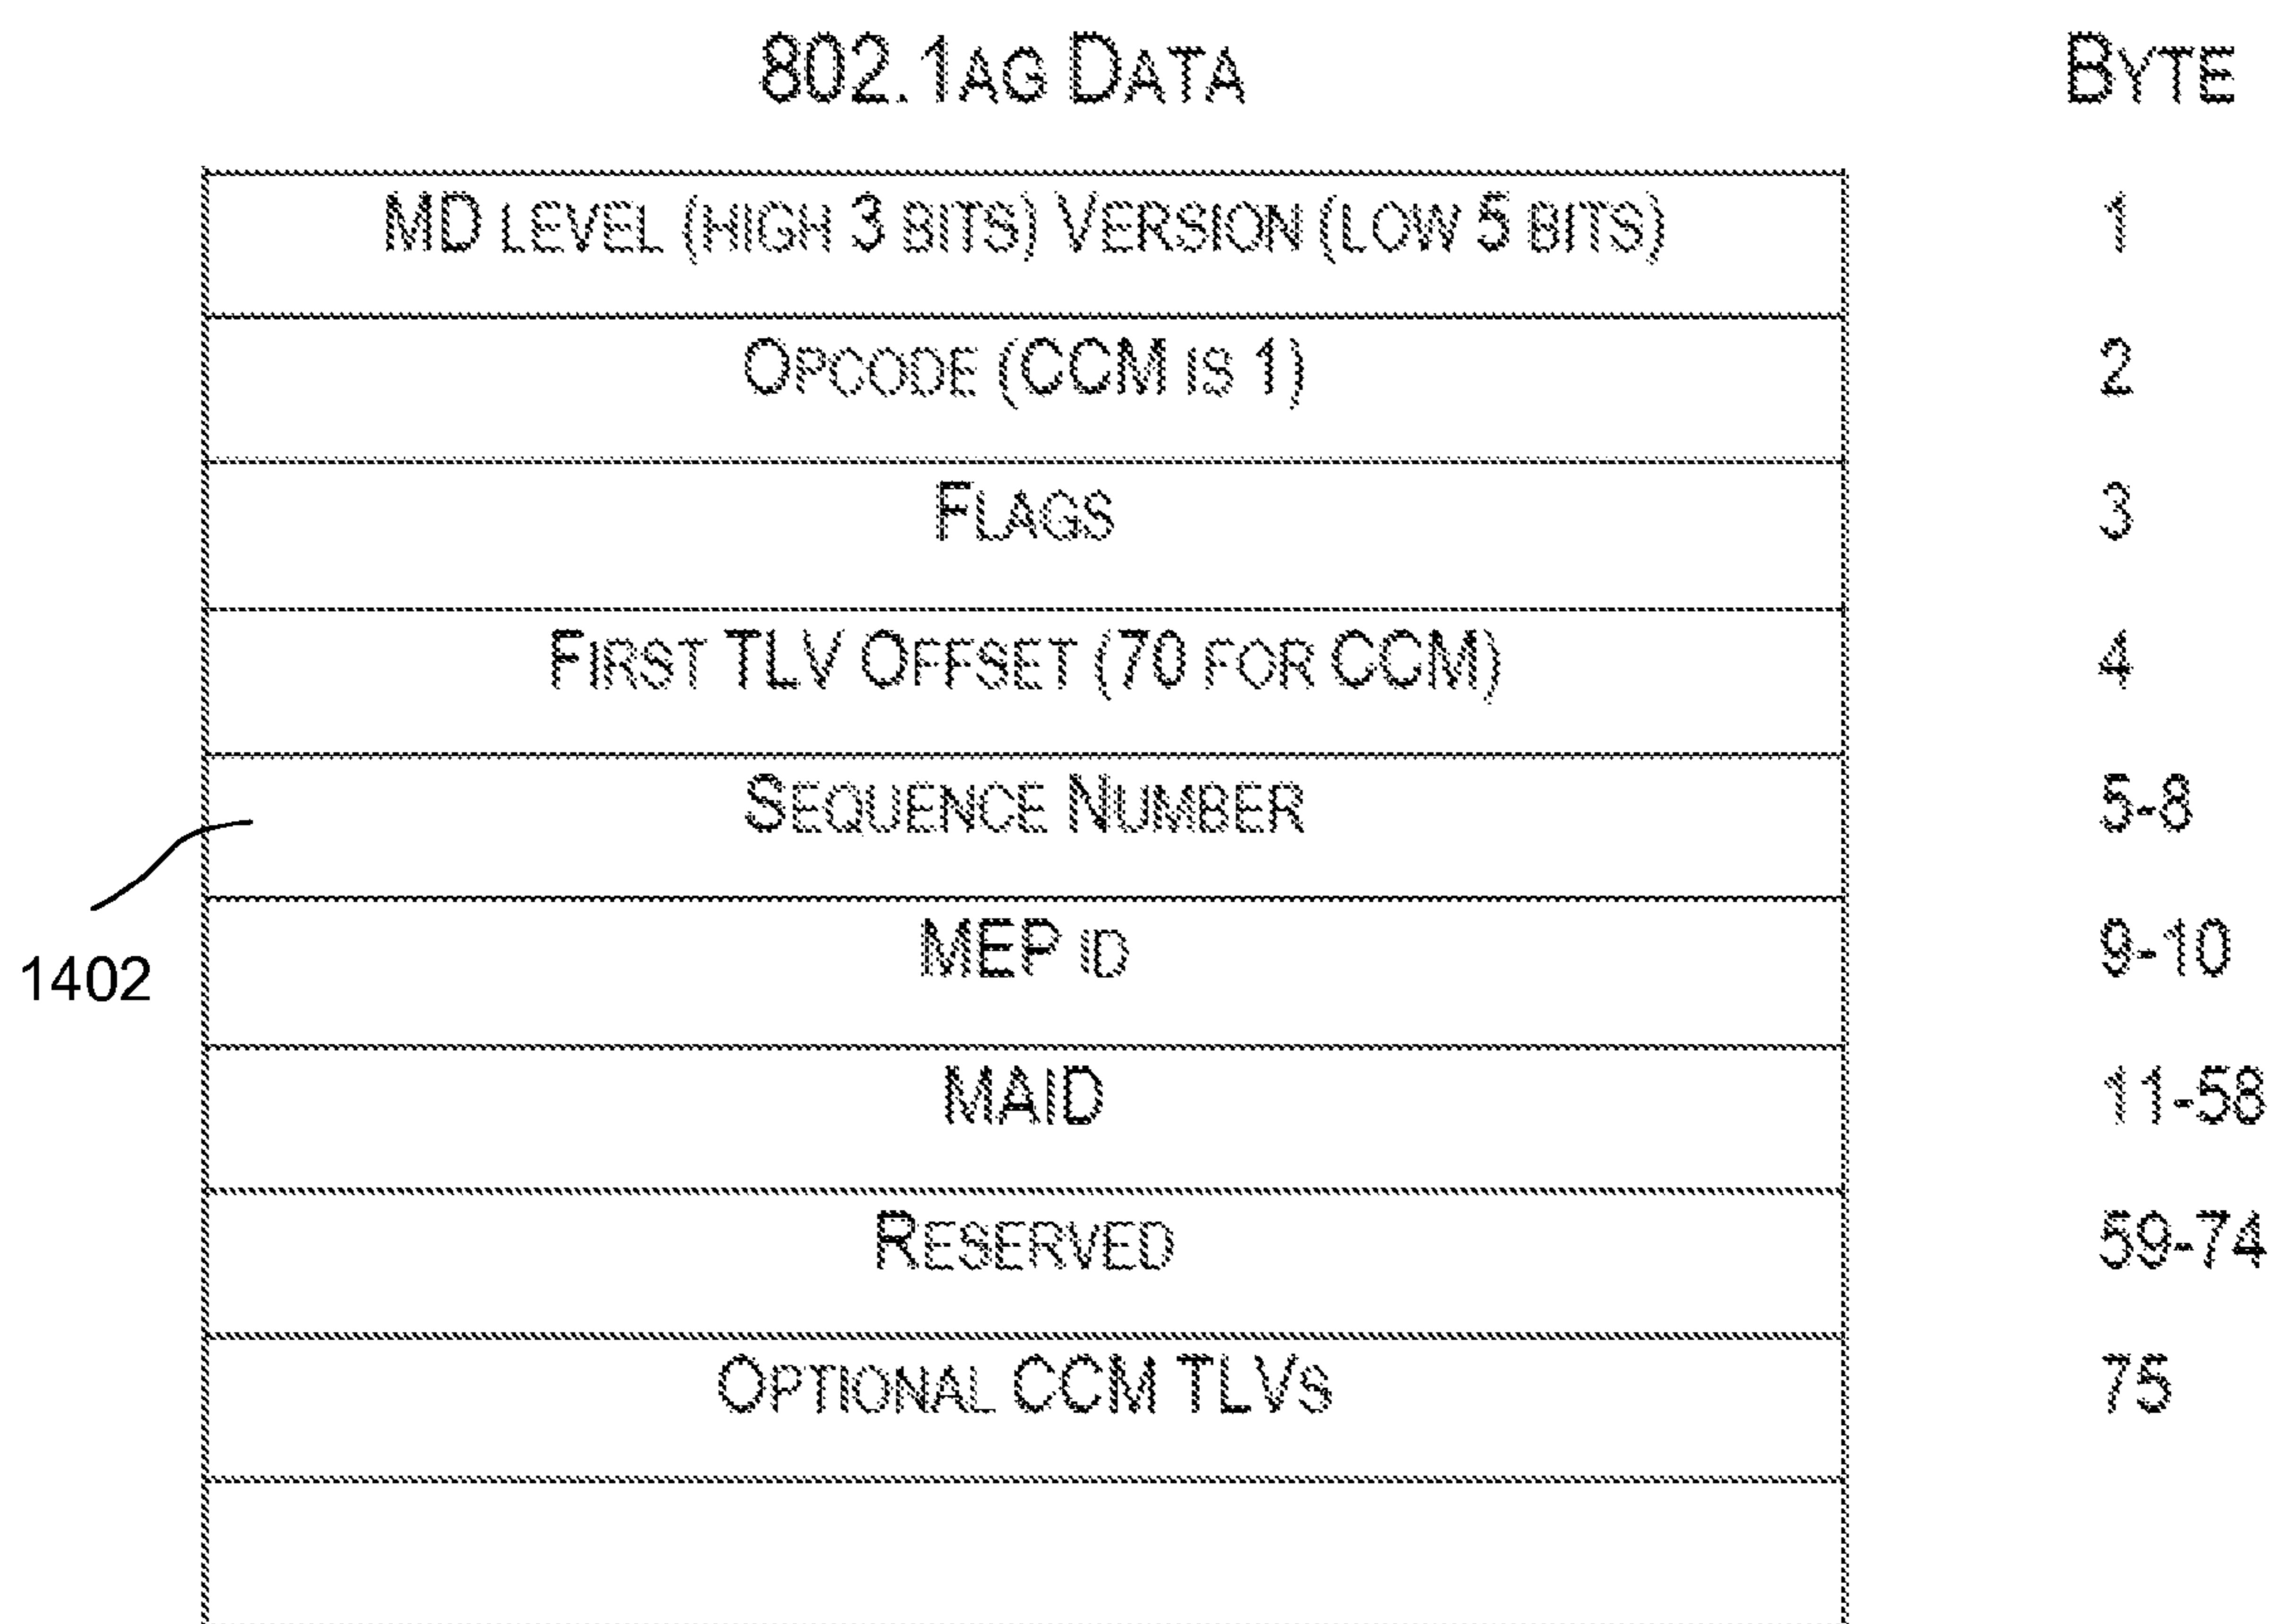 802.1AG DATA BYTE
MD LEVEL (HIGH 3 BITS) VERSION (LOW 5 BITS) 1
OPCODE (CCM IS 1) 2
FLAGS 3
FIRST TLV OFFSET (70 FOR CCM) 4
SEQUENCE NUMBER 5-8
MEP ID 9-10
1402
MAID 11-58
RESERVED 59-74
OPTIONAL CCM TLVS 75